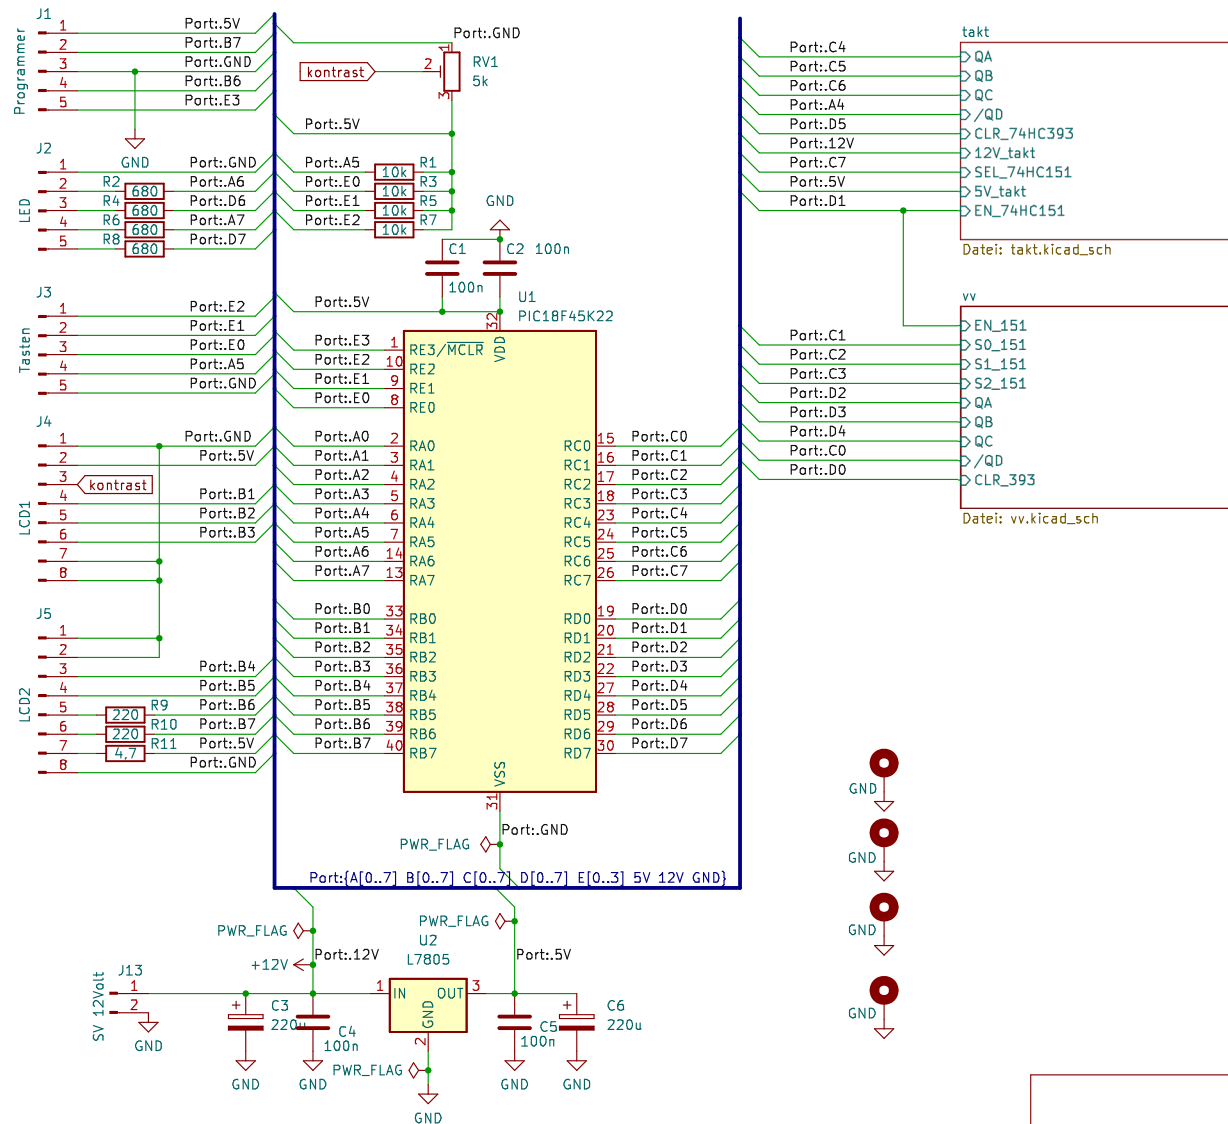 J1
Programmer
1 Port:.5V
2 Port:.B7
3 Port:.GND
4 Port:.B6
5 Port:.E3
GND
J2
LED
1 Port:.GND
2 R2 680 Port:.A6
3 R4 680 Port:.D6
4 R6 680 Port:.A7
5 R8 680 Port:.D7
J3
Tasten
1 Port:.E2
2 Port:.E1
3 Port:.E0
4 Port:.A5
5 Port:.GND
J4
LCD1
1 Port:.GND
2 Port:.5V
3 kontrast
4 Port:.B1
5 Port:.B2
6 Port:.B3
7
8
J5
LCD2
1
2
3 Port:.B4
4 Port:.B5
5 220 R9 Port:.B6
6 220 R10 Port:.B7
7 4,7 R11 Port:.5V
8 Port:.GND
Port:.GND
kontrast 2 1 3 RV1
5k
Port:.5V
Port:.A5 10k R1
Port:.E0 10k R3
Port:.E1 10k R5
Port:.E2 10k R7
GND
C1 C2 100n
100n
Port:.5V
U1
PIC18F45K22
32 VDD
Port:.E3 1 RE3/MCLR
Port:.E2 10 RE2
Port:.E1 9 RE1
Port:.E0 8 RE0
Port:.A0 2 RA0 RC0 15 Port:.C0
Port:.A1 3 RA1 RC1 16 Port:.C1
Port:.A2 4 RA2 RC2 17 Port:.C2
Port:.A3 5 RA3 RC3 18 Port:.C3
Port:.A4 6 RA4 RC4 23 Port:.C4
Port:.A5 7 RA5 RC5 24 Port:.C5
Port:.A6 14 RA6 RC6 25 Port:.C6
Port:.A7 13 RA7 RC7 26 Port:.C7
Port:.B0 33 RB0 RD0 19 Port:.D0
Port:.B1 34 RB1 RD1 20 Port:.D1
Port:.B2 35 RB2 RD2 21 Port:.D2
Port:.B3 36 RB3 RD3 22 Port:.D3
Port:.B4 37 RB4 RD4 27 Port:.D4
Port:.B5 38 RB5 RD5 28 Port:.D5
Port:.B6 39 RB6 RD6 29 Port:.D6
Port:.B7 40 RB7 RD7 30 Port:.D7
VSS 31
Port:.GND
PWR_FLAG
Port:{A[0..7] B[0..7] C[0..7] D[0..7] E[0..3] 5V 12V GND}
takt
Port:.C4 QA
Port:.C5 QB
Port:.C6 QC
Port:.A4 /QD
Port:.D5 CLR_74HC393
Port:.12V 12V_takt
Port:.C7 SEL_74HC151
Port:.5V 5V_takt
Port:.D1 EN_74HC151
Datei: takt.kicad_sch
vv
EN_151
Port:.C1 S0_151
Port:.C2 S1_151
Port:.C3 S2_151
Port:.D2 QA
Port:.D3 QB
Port:.D4 QC
Port:.C0 /QD
Port:.D0 CLR_393
Datei: vv.kicad_sch
GND
GND
GND
GND
PWR_FLAG PWR_FLAG
U2
+12V Port:.12V L7805 Port:.5V
J13
SV 12Volt
1
2
GND
+ C3
220u
GND
C4
100n
GND
1 IN OUT 3
GND
2
PWR_FLAG
GND
C5
100n
GND
+ C6
220u
GND